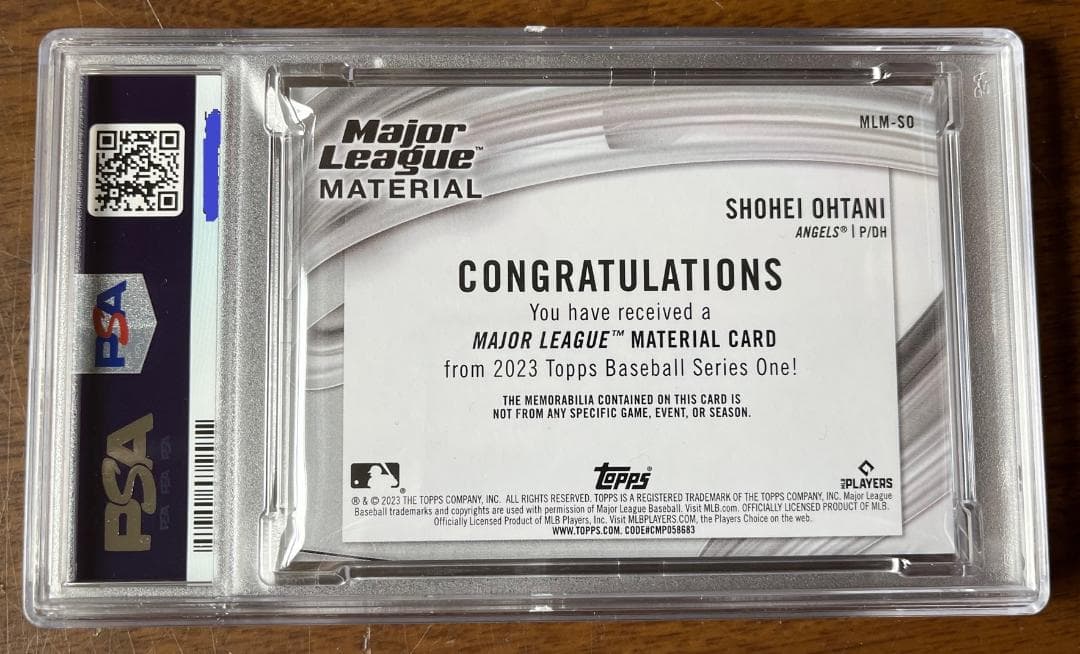 Major
League™
MATERIAL
MLM-SO
SHOHEI OHTANI
ANGELS® | P/DH
CONGRATULATIONS
You have received a
MAJOR LEAGUE™ MATERIAL CARD
from 2023 Topps Baseball Series One!
THE MEMORABILIA CONTAINED ON THIS CARD IS
NOT FROM ANY SPECIFIC GAME, EVENT, OR SEASON.
topps®
PLAYERS
® & © 2023 THE TOPPS COMPANY, INC. ALL RIGHTS RESERVED. TOPPS IS A REGISTERED TRADEMARK OF THE TOPPS COMPANY, INC. Major League
Baseball trademarks and copyrights are used with permission of Major League Baseball. Visit MLB.com. OFFICIALLY LICENSED PRODUCT OF MLB.
Officially Licensed Product of MLB Players, Inc. Visit MLBPLAYERS.COM, the Players Choice on the web.
WWW.TOPPS.COM. CODE#CMP058683
PSA
PSA
PSA PSA PSA